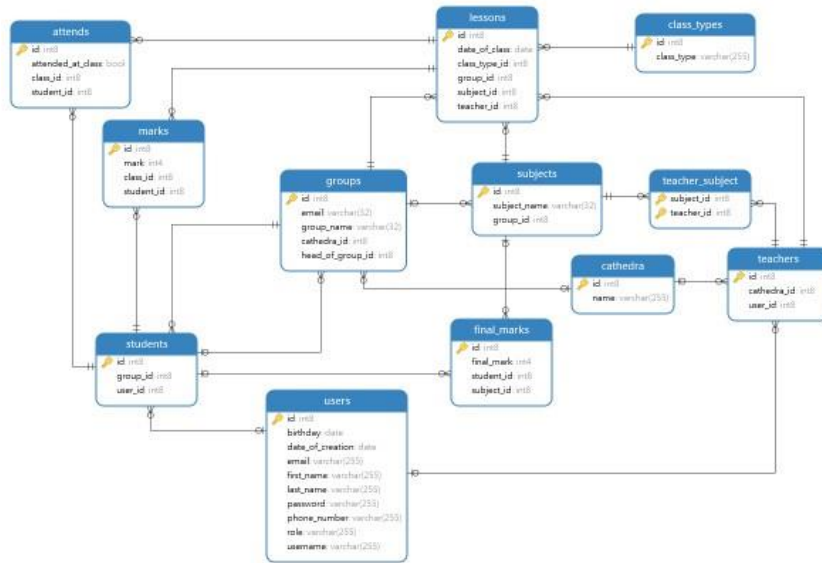 attends
id: int8
attended_at_class: bool
class_id: int8
student_id: int8
lessons
id: int8
date_of_class: date
class_type_id: int8
group_id: int8
subject_id: int8
teacher_id: int8
class_types
id: int8
class_type: varchar(255)
marks
id: int8
mark: int4
class_id: int8
student_id: int8
groups
id: int8
email: varchar(32)
group_name: varchar(32)
cathedra_id: int8
head_of_group_id: int8
subjects
id: int8
subject_name: varchar(32)
group_id: int8
teacher_subject
subject_id: int8
teacher_id: int8
cathedra
id: int8
name: varchar(255)
teachers
id: int8
cathedra_id: int8
user_id: int8
students
id: int8
group_id: int8
user_id: int8
final_marks
id: int8
final_mark: int4
student_id: int8
subject_id: int8
users
id: int8
birthday: date
date_of_creation: date
email: varchar(255)
first_name: varchar(255)
last_name: varchar(255)
password: varchar(255)
phone_number: varchar(255)
role: varchar(255)
username: varchar(255)